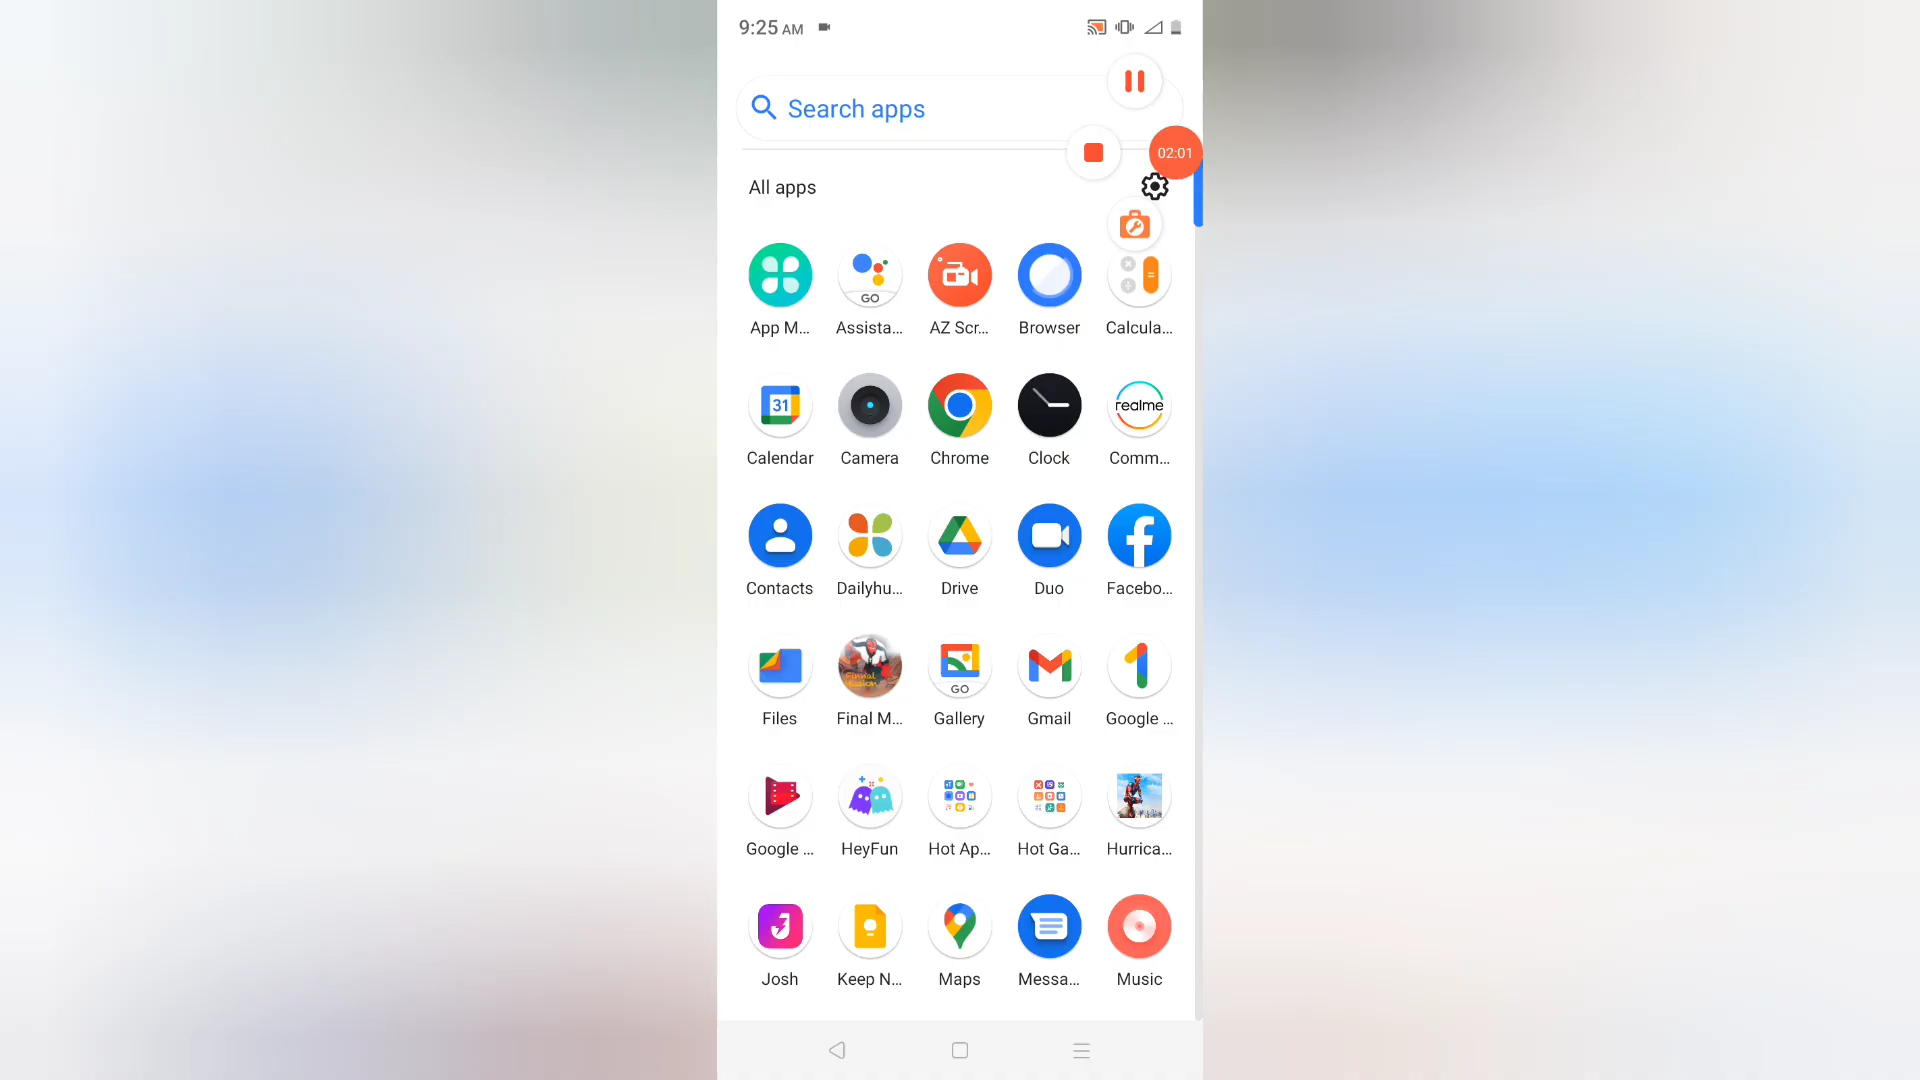 9:25 AM
Search apps
02:01
All apps
GO
App M... Assista... AZ Scr... Browser Calcula...
31 realme
Calendar Camera Chrome Clock Comm...
Contacts Dailyhu... Drive Duo Facebo...
GO
Files Final M... Gallery Gmail Google ...
Google ... HeyFun Hot Ap... Hot Ga... Hurrica...
Josh Keep N... Maps Messa... Music